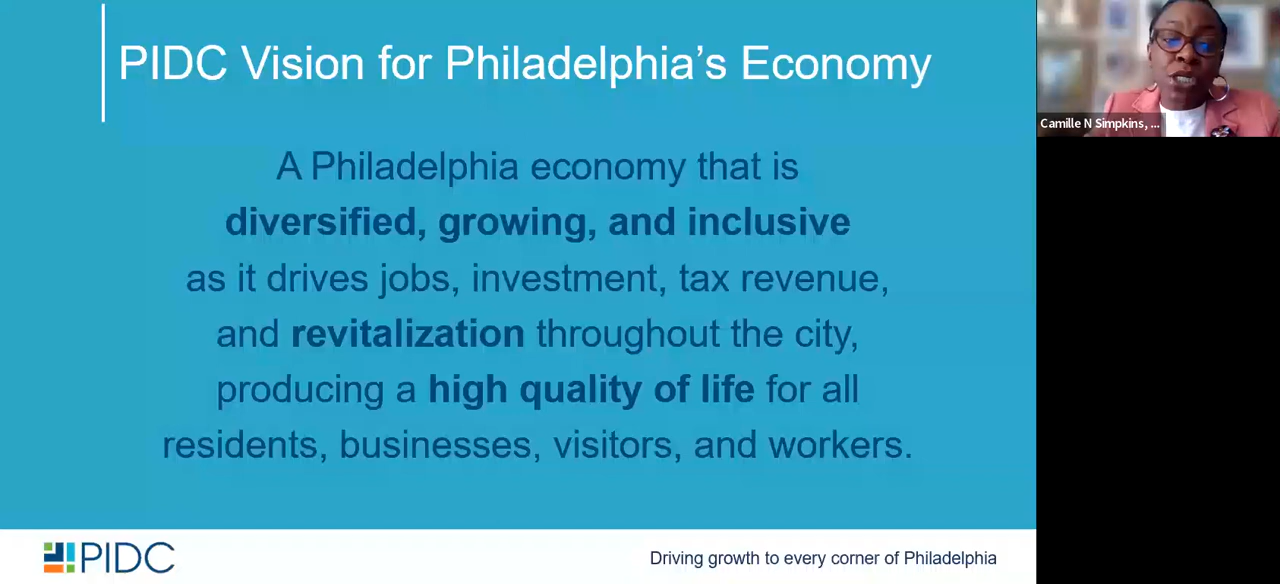 PIDC Vision for Philadelphia's Economy
A Philadelphia economy that is
diversified, growing, and inclusive
as it drives jobs, investment, tax revenue,
and revitalization throughout the city,
producing a high quality of life for all
residents, businesses, visitors, and workers.
PIDC
Driving growth to every corner of Philadelphia
Camille N Simpkins, ...